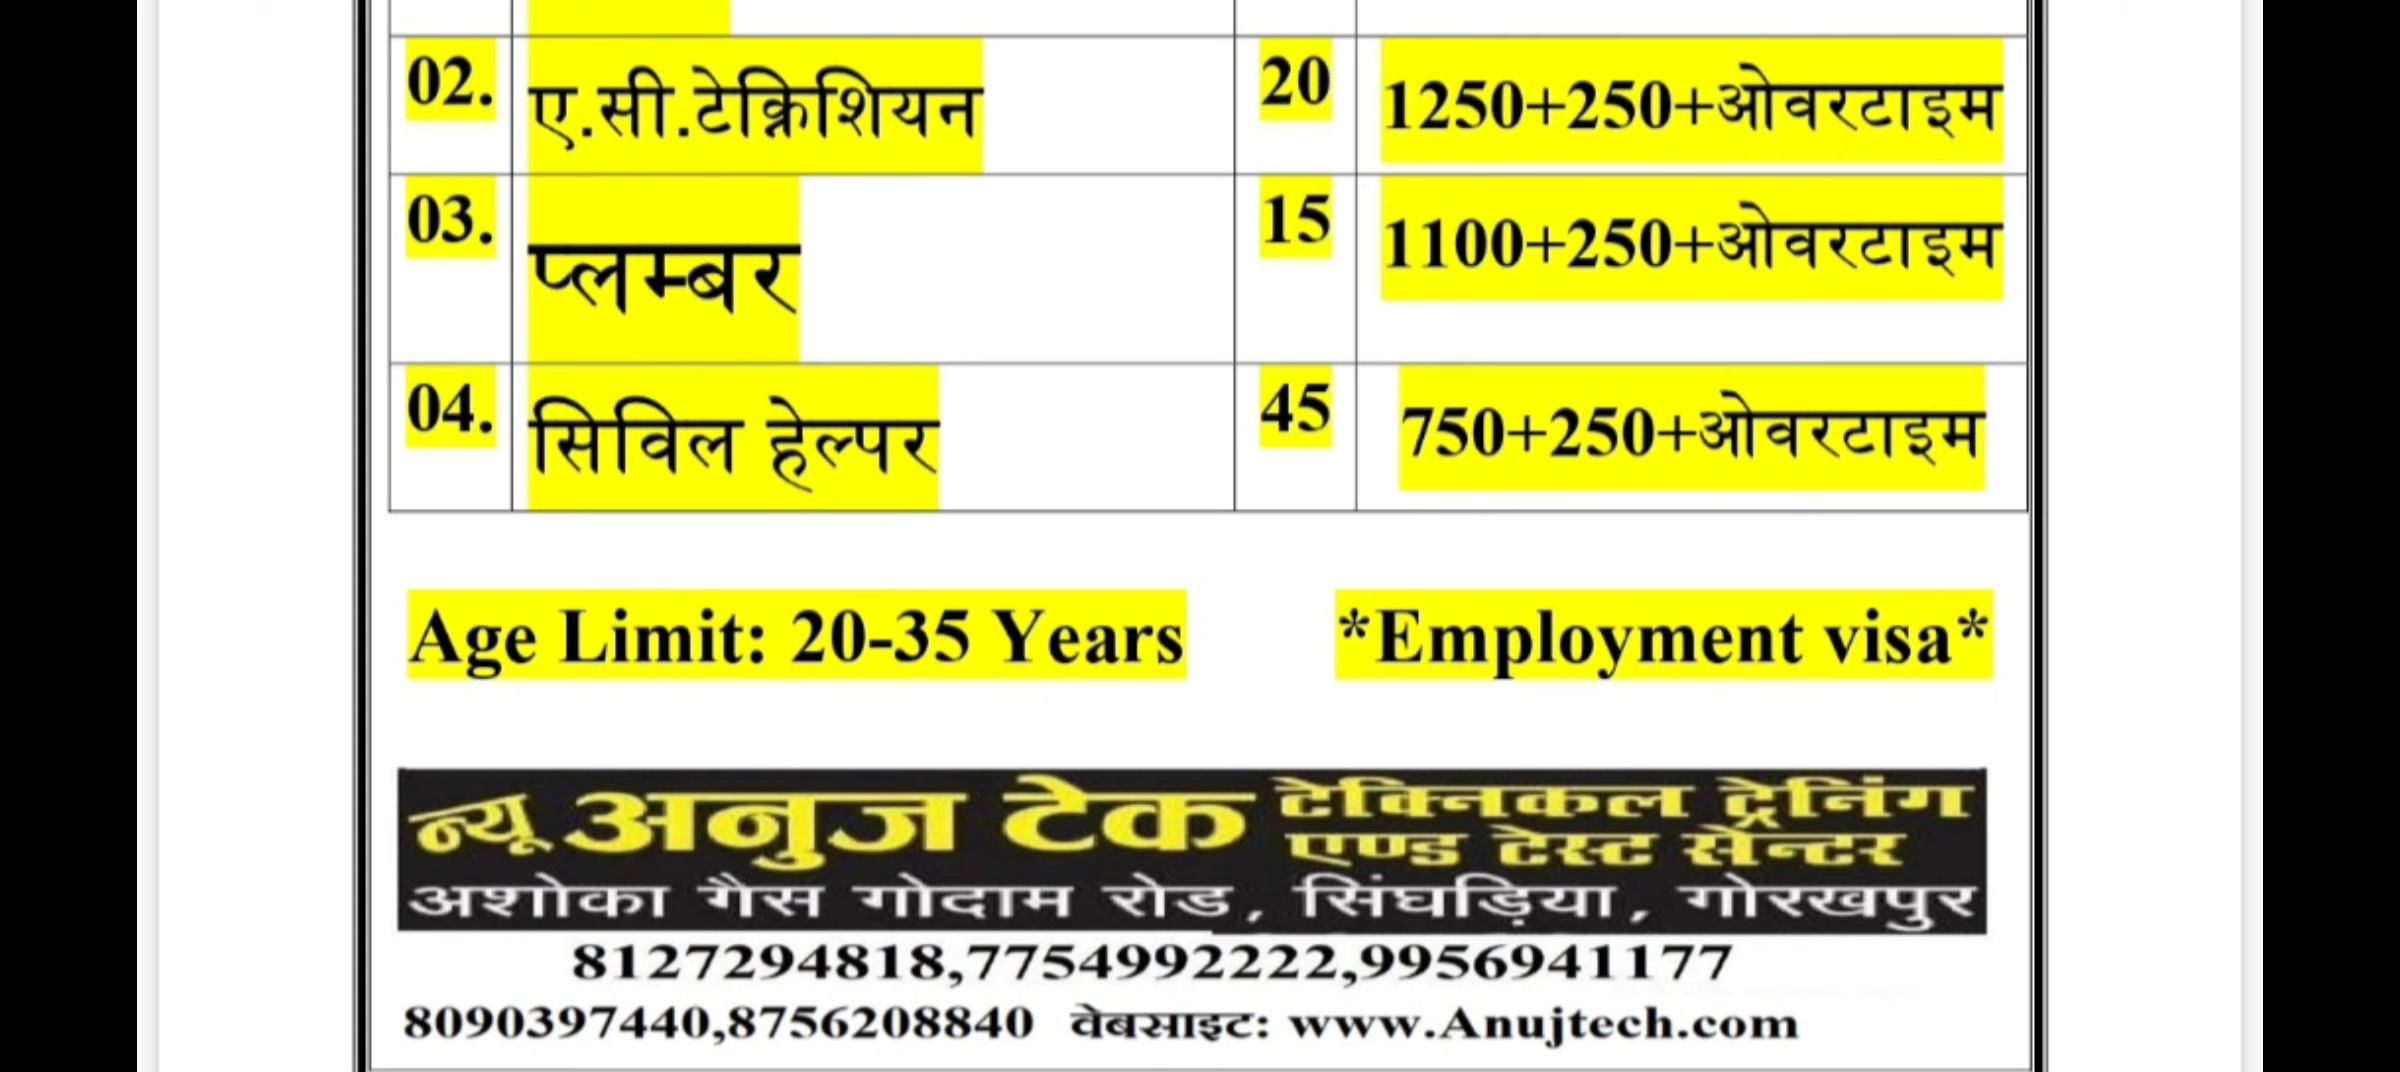 02. ए.सी.टेक्निशियन 20 1250+250+ओवरटाइम
03. प्लम्बर 15 1100+250+ओवरटाइम
04. सिविल हेल्पर 45 750+250+ओवरटाइम
Age Limit: 20-35 Years *Employment visa*
न्यू अनुज टेक टेक्निकल ट्रेनिंग
एण्ड टेस्ट सेन्टर
अशोका गैस गोदाम रोड, सिंघड़िया, गोरखपुर
8127294818,7754992222,9956941177
8090397440,8756208840 वेबसाइट: www.Anujtech.com